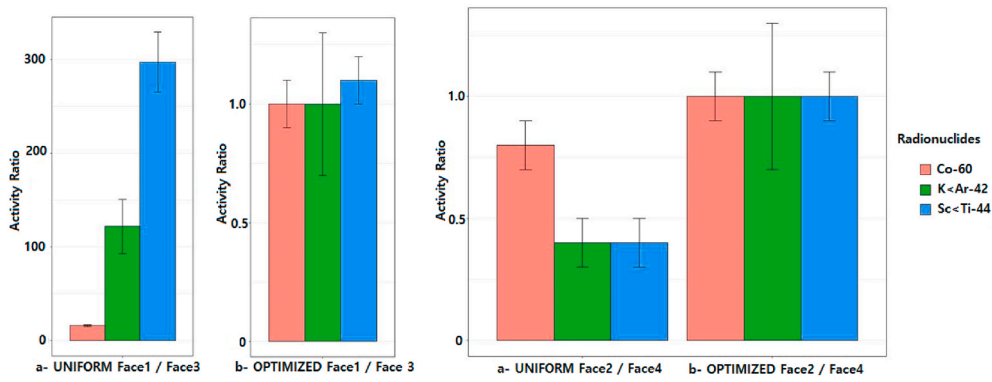 Activity Ratio
300
200
100
0
a- UNIFORM Face1 / Face3
Activity Ratio
1.0
0.5
0
b- OPTIMIZED Face1 / Face 3
Activity Ratio
1.0
0.5
0
a- UNIFORM Face2 / Face4
b- OPTIMIZED Face2 / Face4
Radionuclides
Co-60
K<Ar-42
Sc<Ti-44